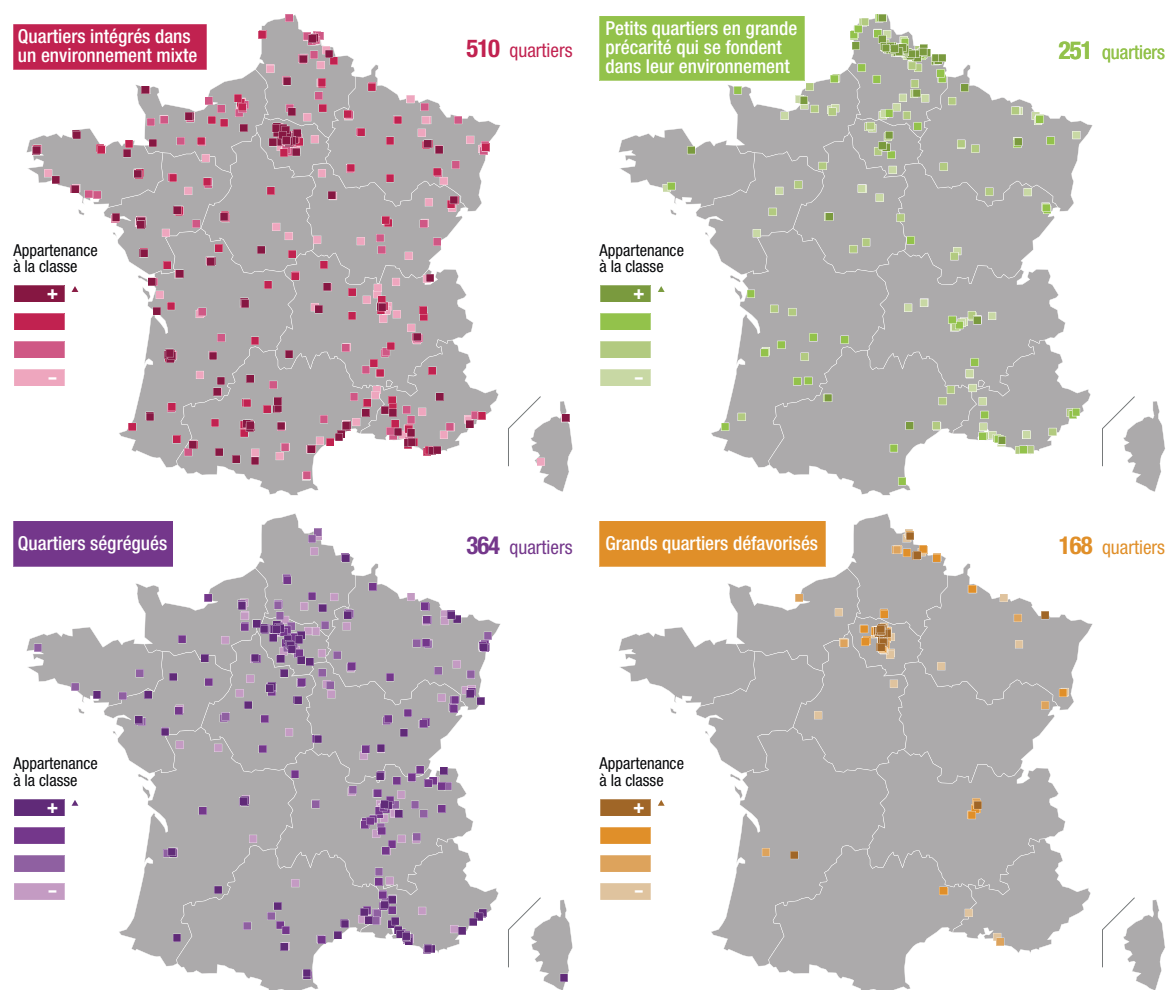 Quartiers intégrés dans
un environnement mixte
510 quartiers
Appartenance
à la classe
+
–
Petits quartiers en grande
précarité qui se fondent
dans leur environnement
251 quartiers
Appartenance
à la classe
+
–
Quartiers ségrégués
364 quartiers
Appartenance
à la classe
+
–
Grands quartiers défavorisés
168 quartiers
Appartenance
à la classe
+
–